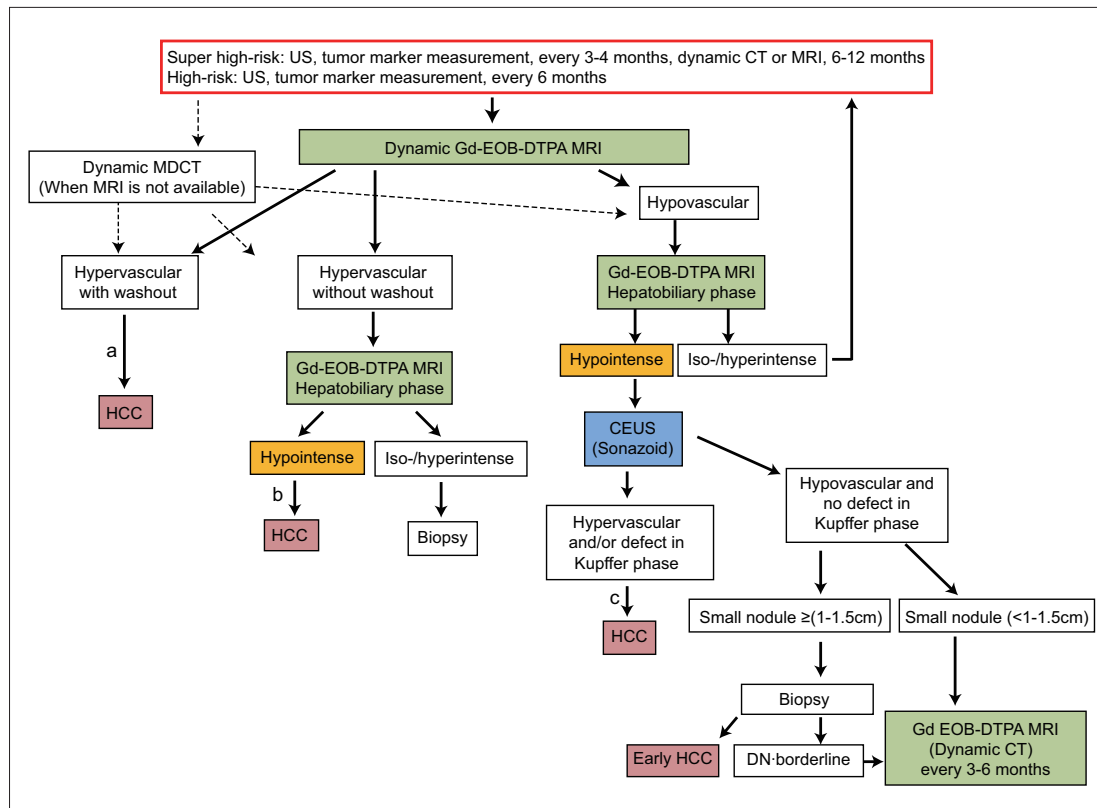 Super high-risk: US, tumor marker measurement, every 3-4 months, dynamic CT or MRI, 6-12 months
High-risk: US, tumor marker measurement, every 6 months
Dynamic Gd-EOB-DTPA MRI
Dynamic MDCT
(When MRI is not available)
Hypovascular
Hypervascular
with washout
Hypervascular
without washout
Gd-EOB-DTPA MRI
Hepatobiliary phase
a
Hypointense
Iso-/hyperintense
Gd-EOB-DTPA MRI
Hepatobiliary phase
HCC
CEUS
(Sonazoid)
Hypointense
Iso-/hyperintense
Hypovascular and
no defect in
Kupffer phase
b
HCC
Biopsy
Hypervascular
and/or defect in
Kupffer phase
c
HCC
Small nodule ≥(1-1.5cm)
Small nodule (<1-1.5cm)
Biopsy
Early HCC
DN·borderline
Gd EOB-DTPA MRI
(Dynamic CT)
every 3-6 months